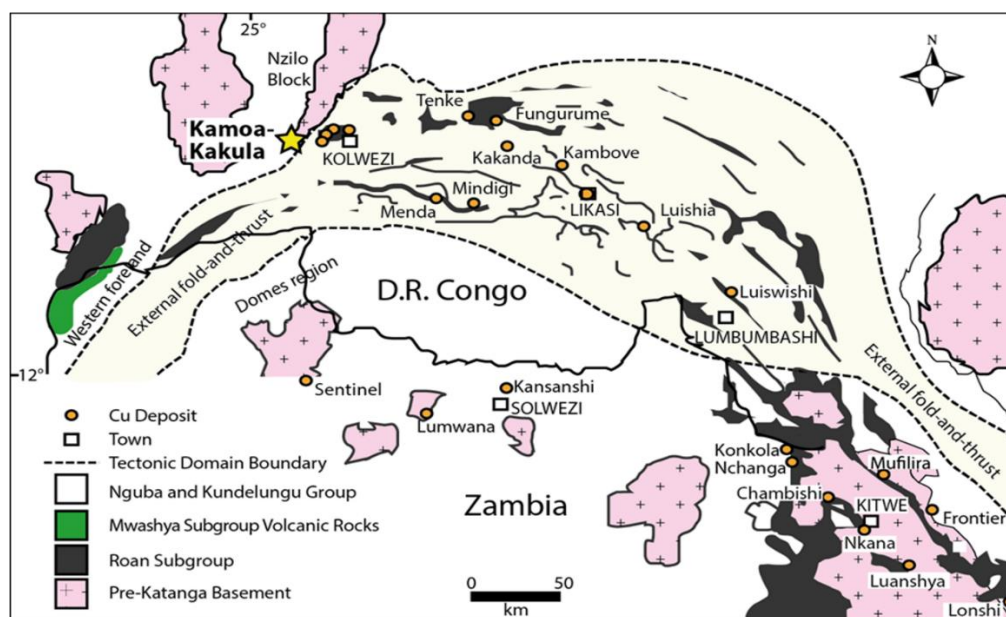 25°
N
Nzilo
Block
Tenke
Fungurume
Kamoa-
Kakula
KOLWEZI
Kakanda
Kambove
Mindigi
Menda
LIKASI
Luishia
Western foreland
External fold-and-thrust
Domes region
D.R. Congo
Luiswishi
LUMBUMBASHI
External fold-and-thrust
12°
Sentinel
Kansanshi
SOLWEZI
Lumwana
Cu Deposit
Town
Tectonic Domain Boundary
Nguba and Kundelungu Group
Mwashya Subgroup Volcanic Rocks
Roan Subgroup
Pre-Katanga Basement
Zambia
Konkola
Nchanga
Mufilira
Chambishi
KITWE
Frontier
Nkana
Luanshya
Lonshi
0 50
km